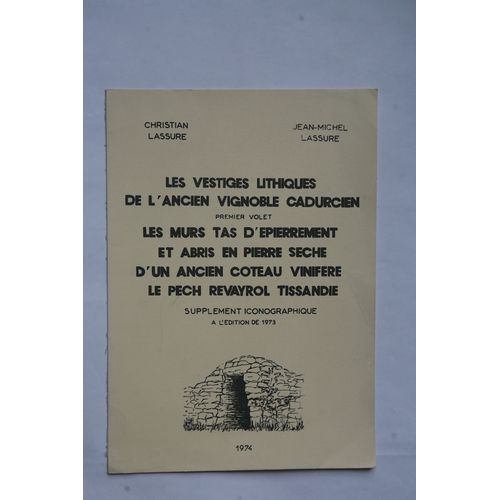 CHRISTIAN
LASSURE
JEAN-MICHEL
LASSURE
LES VESTIGES LITHIQUES
DE L'ANCIEN VIGNOBLE CADURCIEN
PREMIER VOLET
LES MURS TAS D'EPIERREMENT
ET ABRIS EN PIERRE SECHE
D'UN ANCIEN COTEAU VINIFERE
LE PECH REVAYROL TISSANDIE
SUPPLEMENT ICONOGRAPHIQUE
A L'EDITION DE 1973
1974